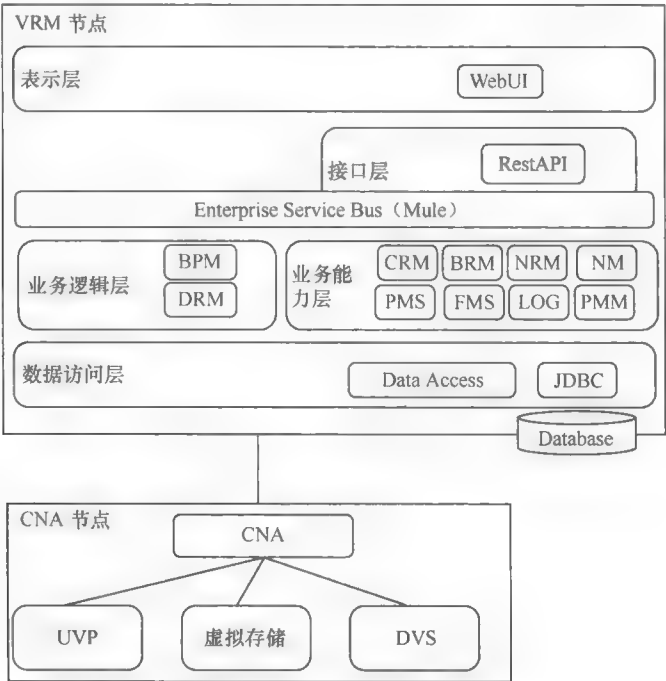 VRM 节点
表示层
WebUI
接口层
RestAPI
Enterprise Service Bus（Mule）
业务逻辑层
BPM
DRM
业务能
力层
CRM BRM NRM NM
PMS FMS LOG PMM
数据访问层
Data Access
JDBC
Database
CNA 节点
CNA
UVP
虚拟存储
DVS